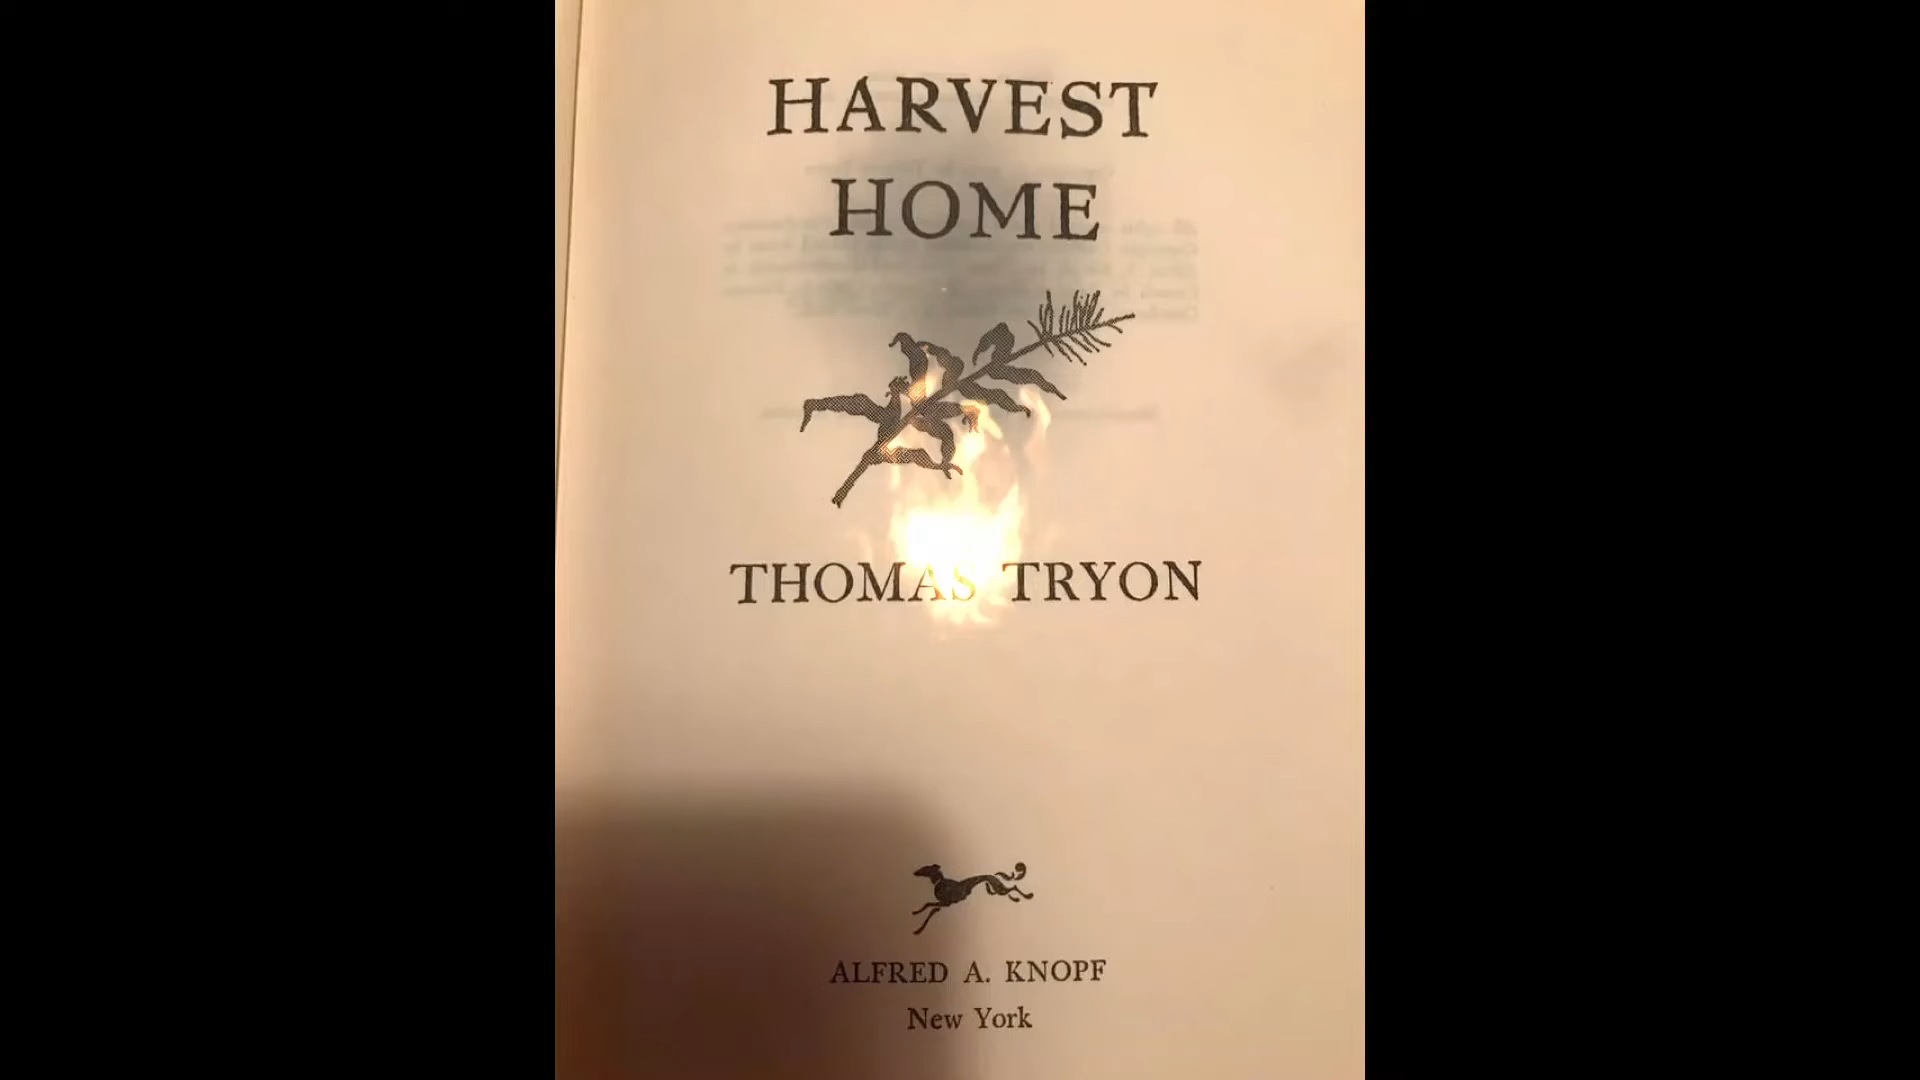 HARVEST
HOME
THOMAS TRYON
ALFRED A. KNOPF
New York